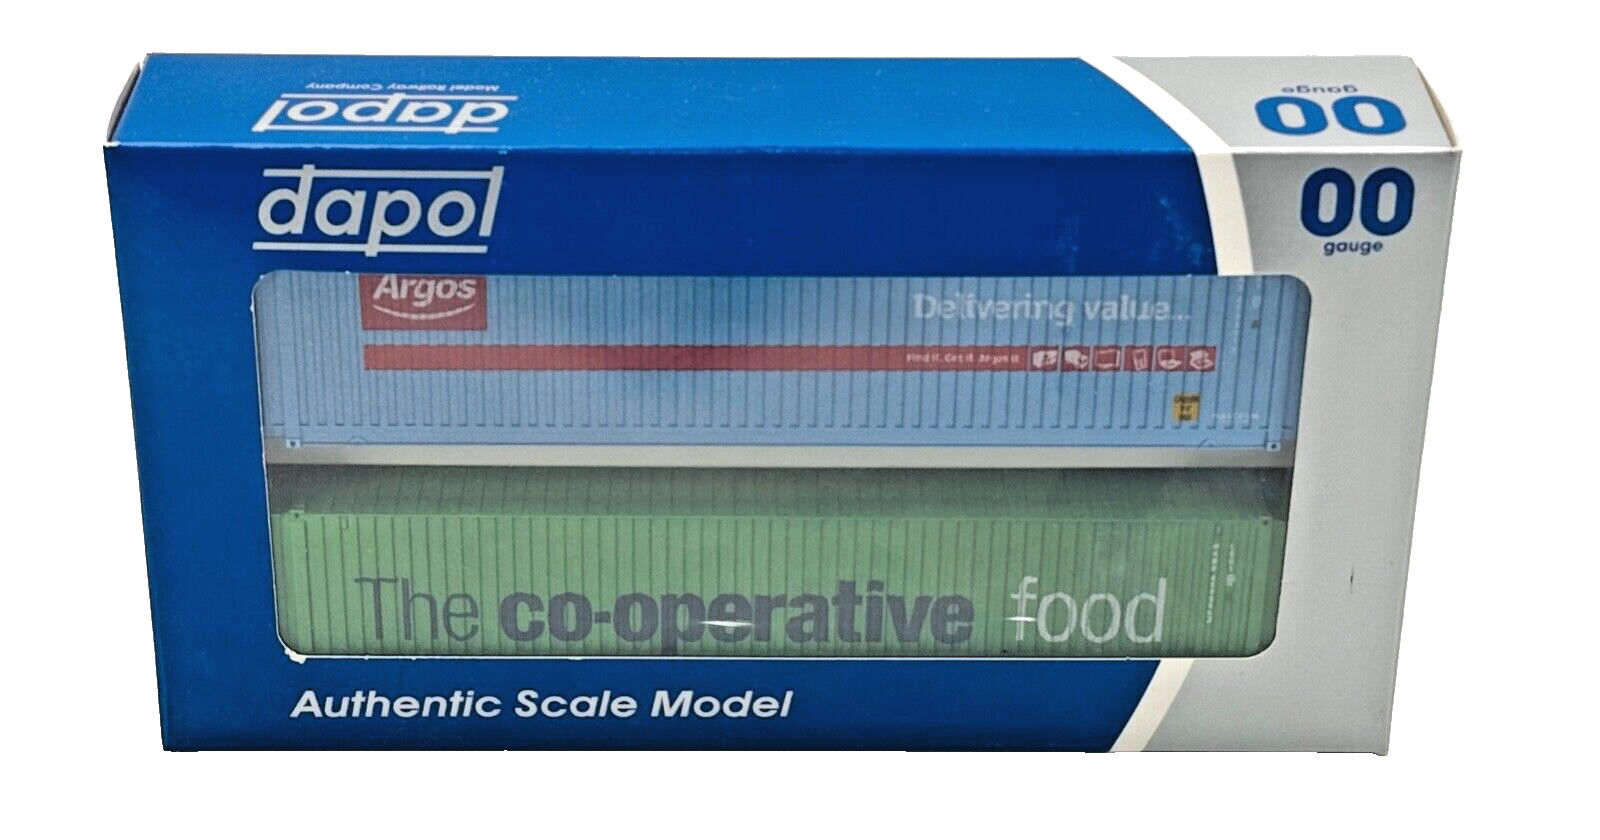 dapol
Model Railway Company
00
gauge
dapol
00
gauge
Argos
Delivering value...
Find it. Get it. Argos it
The co-operative food
Authentic Scale Model